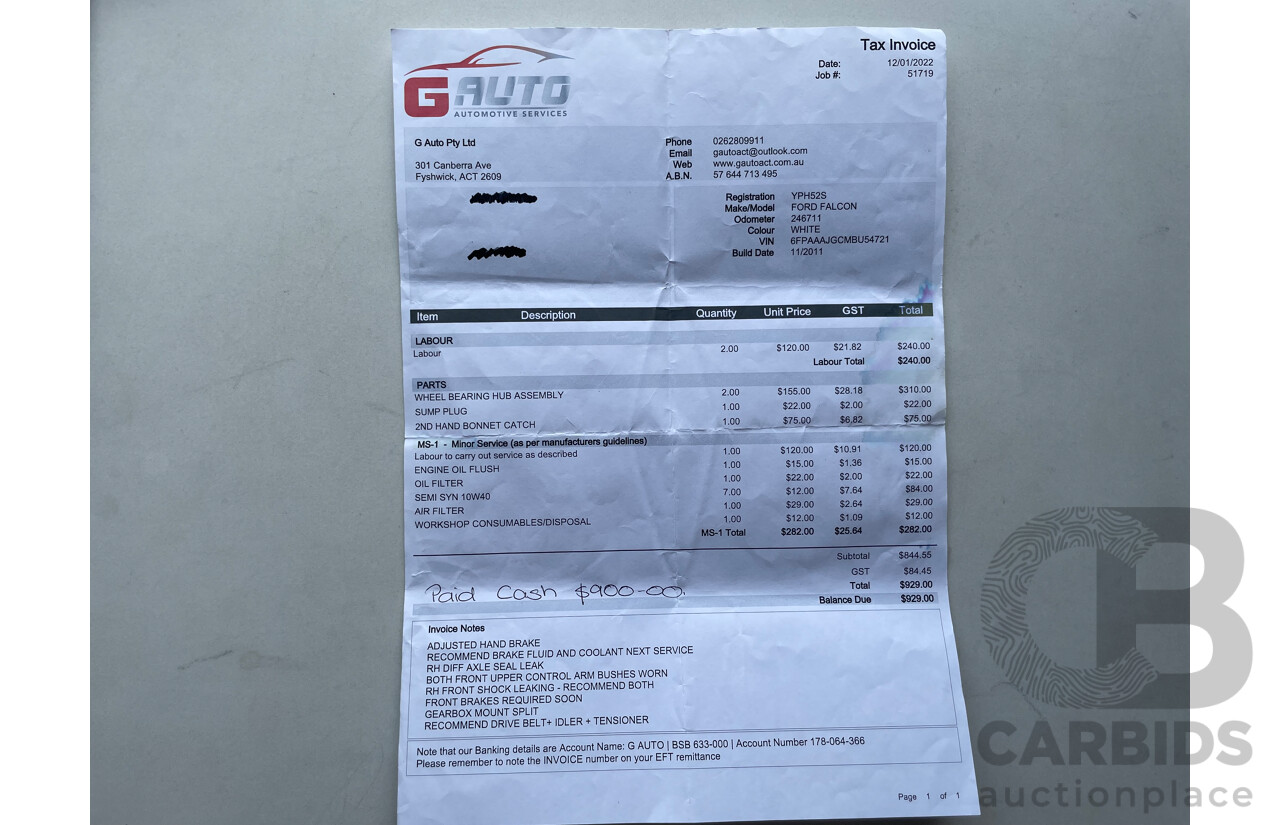 Tax Invoice
Date: 12/01/2022
Job #: 51719
G AUTO
AUTOMOTIVE SERVICES
G Auto Pty Ltd
301 Canberra Ave
Fyshwick, ACT 2609
Phone 0262809911
Email gautoact@outlook.com
Web www.gautoact.com.au
A.B.N. 57 644 713 495
Registration YPH52S
Make/Model FORD FALCON
Odometer 246711
Colour WHITE
VIN 6FPAAAJGCMBU54721
Build Date 11/2011
Item Description Quantity Unit Price GST Total
LABOUR
Labour 2.00 $120.00 $21.82 $240.00
Labour Total $240.00
PARTS
WHEEL BEARING HUB ASSEMBLY 2.00 $155.00 $28.18 $310.00
SUMP PLUG 1.00 $22.00 $2.00 $22.00
2ND HAND BONNET CATCH 1.00 $75.00 $6.82 $75.00
MS-1 - Minor Service (as per manufacturers guidelines)
Labour to carry out service as described 1.00 $120.00 $10.91 $120.00
ENGINE OIL FLUSH 1.00 $15.00 $1.36 $15.00
OIL FILTER 1.00 $22.00 $2.00 $22.00
SEMI SYN 10W40 7.00 $12.00 $7.64 $84.00
AIR FILTER 1.00 $29.00 $2.64 $29.00
WORKSHOP CONSUMABLES/DISPOSAL 1.00 $12.00 $1.09 $12.00
MS-1 Total $282.00 $25.64 $282.00
Subtotal $844.55
GST $84.45
Total $929.00
Balance Due $929.00
Paid Cash $900-00.
Invoice Notes
ADJUSTED HAND BRAKE
RECOMMEND BRAKE FLUID AND COOLANT NEXT SERVICE
RH DIFF AXLE SEAL LEAK
BOTH FRONT UPPER CONTROL ARM BUSHES WORN
RH FRONT SHOCK LEAKING - RECOMMEND BOTH
FRONT BRAKES REQUIRED SOON
GEARBOX MOUNT SPLIT
RECOMMEND DRIVE BELT+ IDLER + TENSIONER
Note that our Banking details are Account Name: G AUTO | BSB 633-000 | Account Number 178-064-366
Please remember to note the INVOICE number on your EFT remittance
Page 1 of 1
CARBIDS
auctionplace